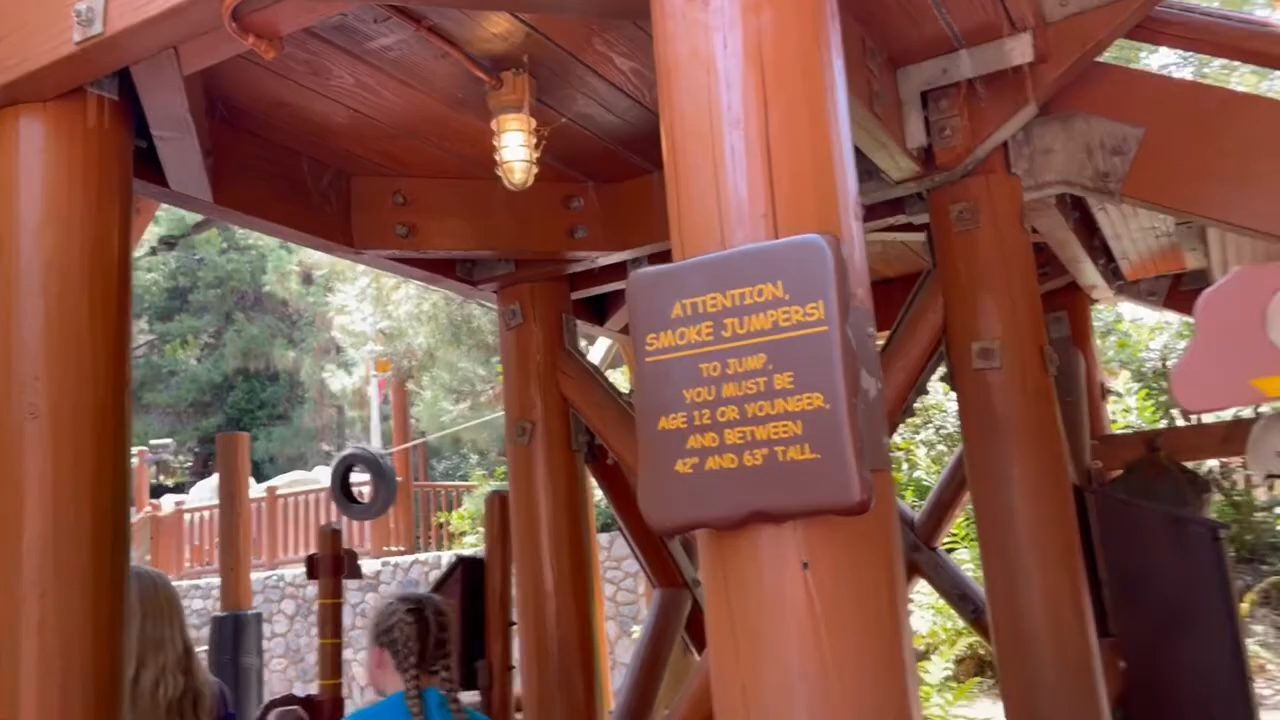 ATTENTION,
SMOKE JUMPERS!
TO JUMP,
YOU MUST BE
AGE 12 OR YOUNGER,
AND BETWEEN
42" AND 63" TALL.